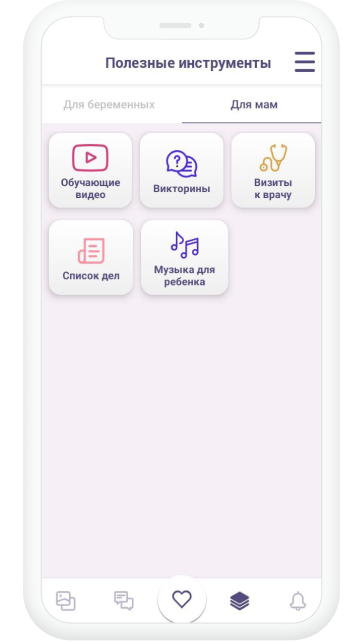 Полезные инструменты
Для беременных
Для мам
Обучающие
видео
Викторины
Визиты
к врачу
Список дел
Музыка для
ребенка